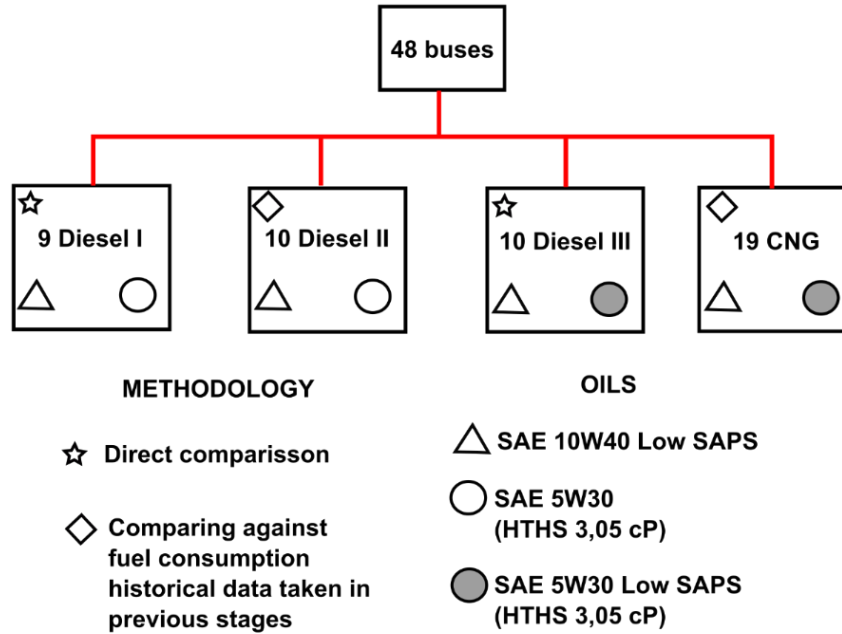 48 buses
9 Diesel I
10 Diesel II
10 Diesel III
19 CNG
METHODOLOGY
Direct comparisson
Comparing against
fuel consumption
historical data taken in
previous stages
OILS
SAE 10W40 Low SAPS
SAE 5W30
(HTHS 3,05 cP)
SAE 5W30 Low SAPS
(HTHS 3,05 cP)